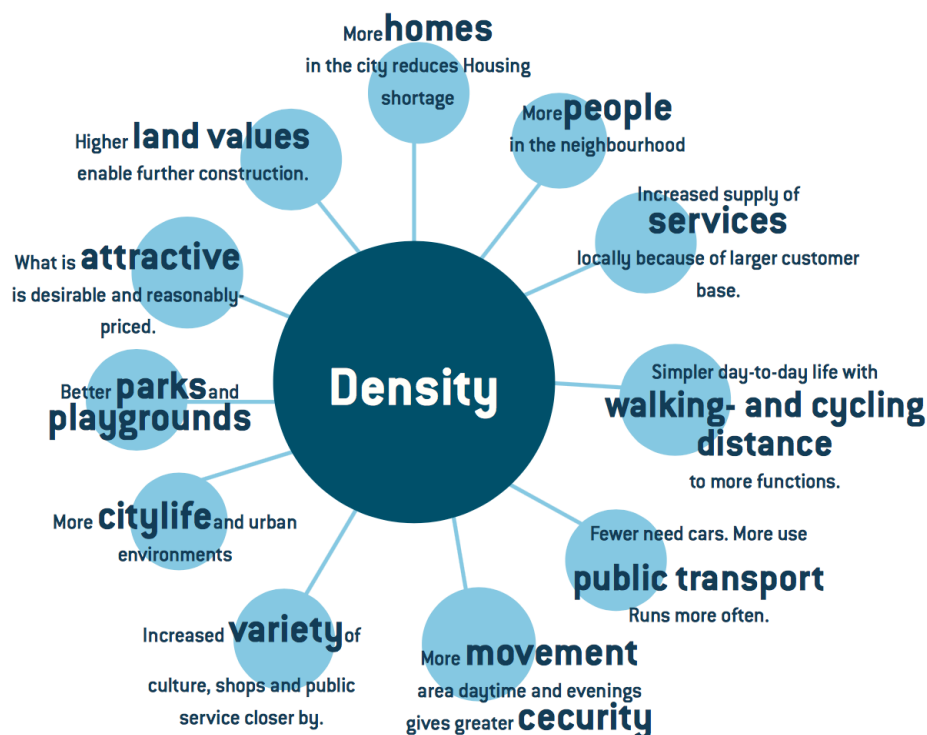 More homes
in the city reduces Housing
shortage
More people
in the neighbourhood
Increased supply of
services
locally because of larger customer
base.
Simpler day-to-day life with
walking- and cycling
distance
to more functions.
Fewer need cars. More use
public transport
Runs more often.
More movement
area daytime and evenings
gives greater cecurity
Increased variety of
culture, shops and public
service closer by.
More citylife and urban
environments
Better parks and
playgrounds
What is attractive
is desirable and reasonably-
priced.
Higher land values
enable further construction.
Density